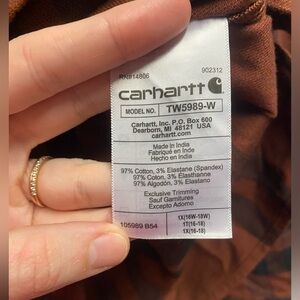 RN#14806
902312
carhartt
MODEL NO. TW5989-W
Carhartt, Inc. P.O. Box 600
Dearborn, MI 48121 USA
carhartt.com
Made in India
Fabriqué en Inde
Hecho en India
97% Cotton, 3% Elastane (Spandex)
97% Coton, 3% Élasthanne
97% Algodón, 3% Elastano
Exclusive Trimming
Sauf Garnitures
Excepto Adorno
105989 B54
1X(16W-18W)
1T(16-18)
1X(16-18)